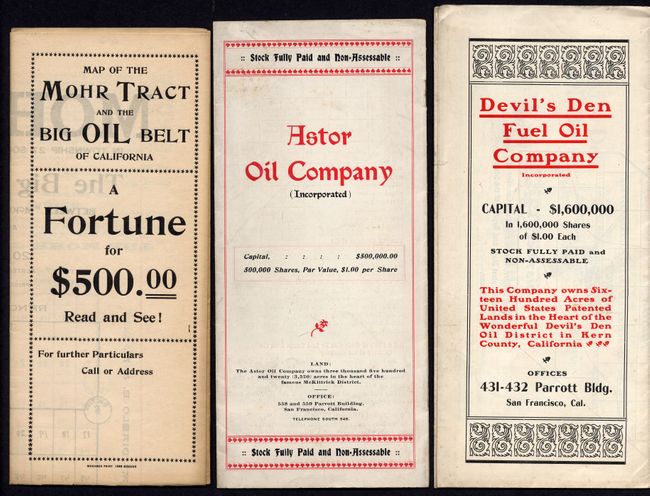 MAP OF THE
MOHR TRACT
AND THE
BIG OIL BELT
OF CALIFORNIA
A
Fortune
for
$500.00
Read and See!
For further Particulars
Call or Address
:: Stock Fully Paid and Non-Assessable ::
Astor
Oil Company
(Incorporated)
Capital, : : : : $500,000.00
500,000 Shares, Par Value, $1.00 per Share
LAND:
The Astor Oil Company owns three thousand five hundred
and twenty (3,520) acres in the heart of the
famous McKittrick District.
OFFICE:
558 and 559 Parrott Building,
San Francisco, California.
TELEPHONE SOUTH 548.
:: Stock Fully Paid and Non-Assessable ::
Devil's Den
Fuel Oil
Company
Incorporated
CAPITAL - $1,600,000
In 1,600,000 Shares
of $1.00 Each
STOCK FULLY PAID and
NON-ASSESSABLE
This Company owns Six-
teen Hundred Acres of
United States Patented
Lands in the Heart of the
Wonderful Devil's Den
Oil District in Kern
County, California
OFFICES
431-432 Parrott Bldg.
San Francisco, Cal.